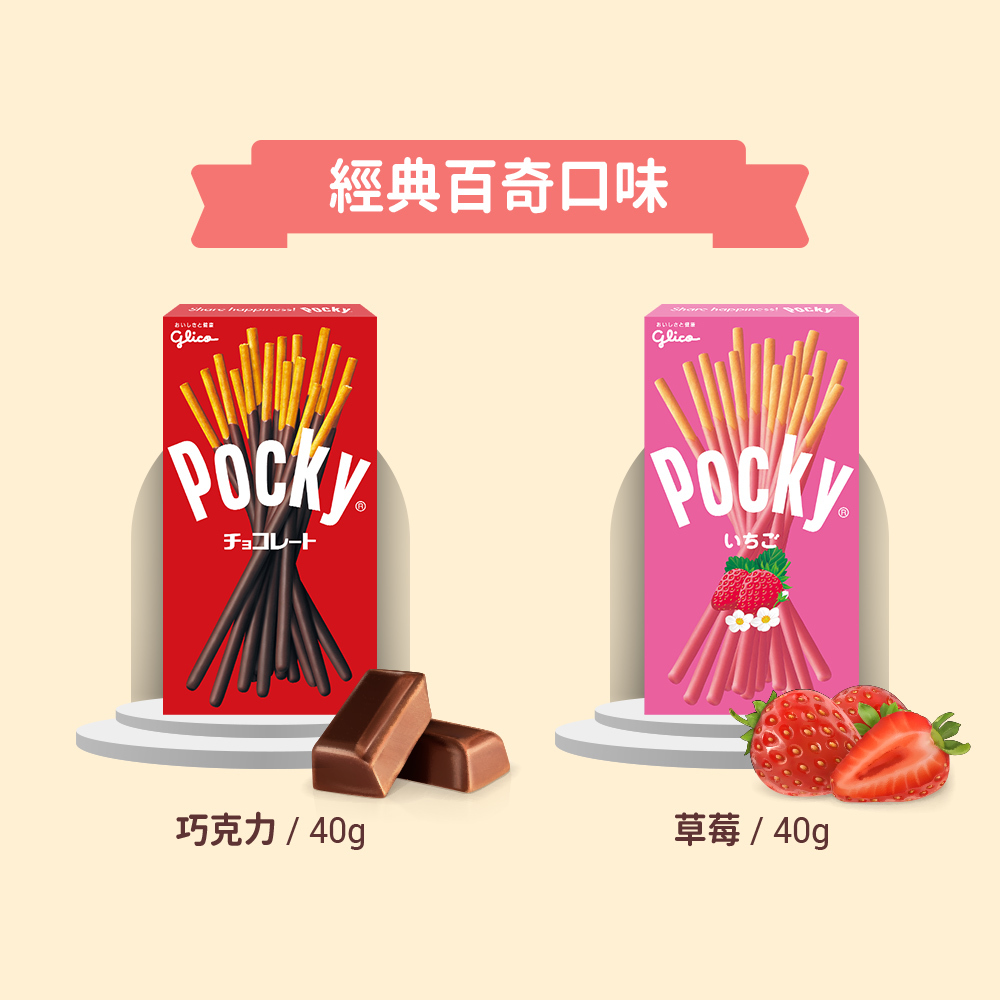 經典百奇口味
Share happiness! Pocky
おいしさと健康
Glico
Pocky®
チョコレート
Share happiness! Pocky
おいしさと健康
Glico
Pocky®
いちご
巧克力 / 40g
草莓 / 40g